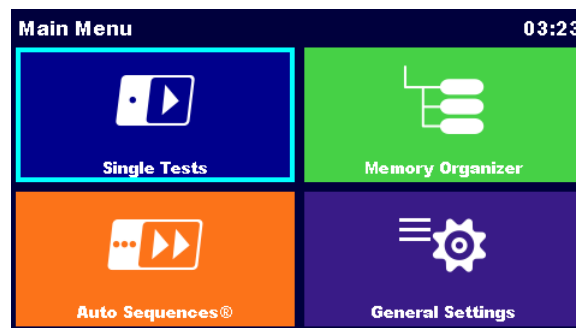 Main Menu 03:23
Single Tests Memory Organizer
Auto Sequences® General Settings